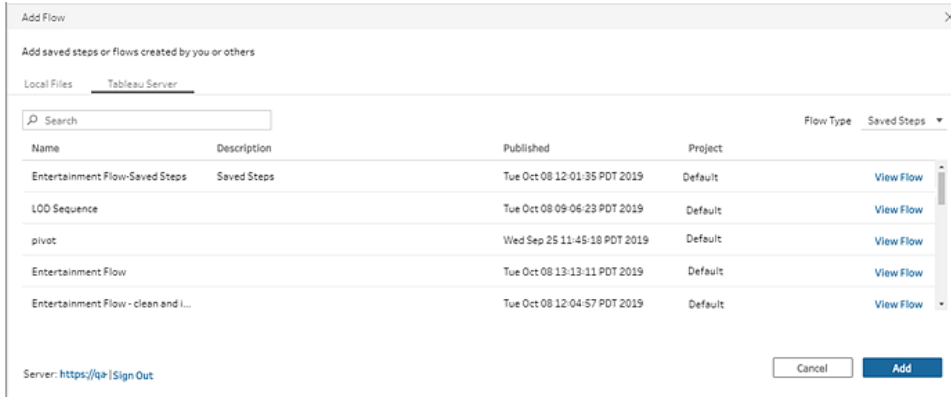 Add Flow
Add saved steps or flows created by you or others
Local Files Tableau Server
Search Flow Type Saved Steps
Name Description Published Project
Entertainment Flow-Saved Steps Saved Steps Tue Oct 08 12:01:35 PDT 2019 Default View Flow
LOD Sequence Tue Oct 08 09:06:23 PDT 2019 Default View Flow
pivot Wed Sep 25 11:45:18 PDT 2019 Default View Flow
Entertainment Flow Tue Oct 08 13:13:11 PDT 2019 Default View Flow
Entertainment Flow - clean and i... Tue Oct 08 12:04:57 PDT 2019 Default View Flow
Server: https://qa- | Sign Out Cancel Add